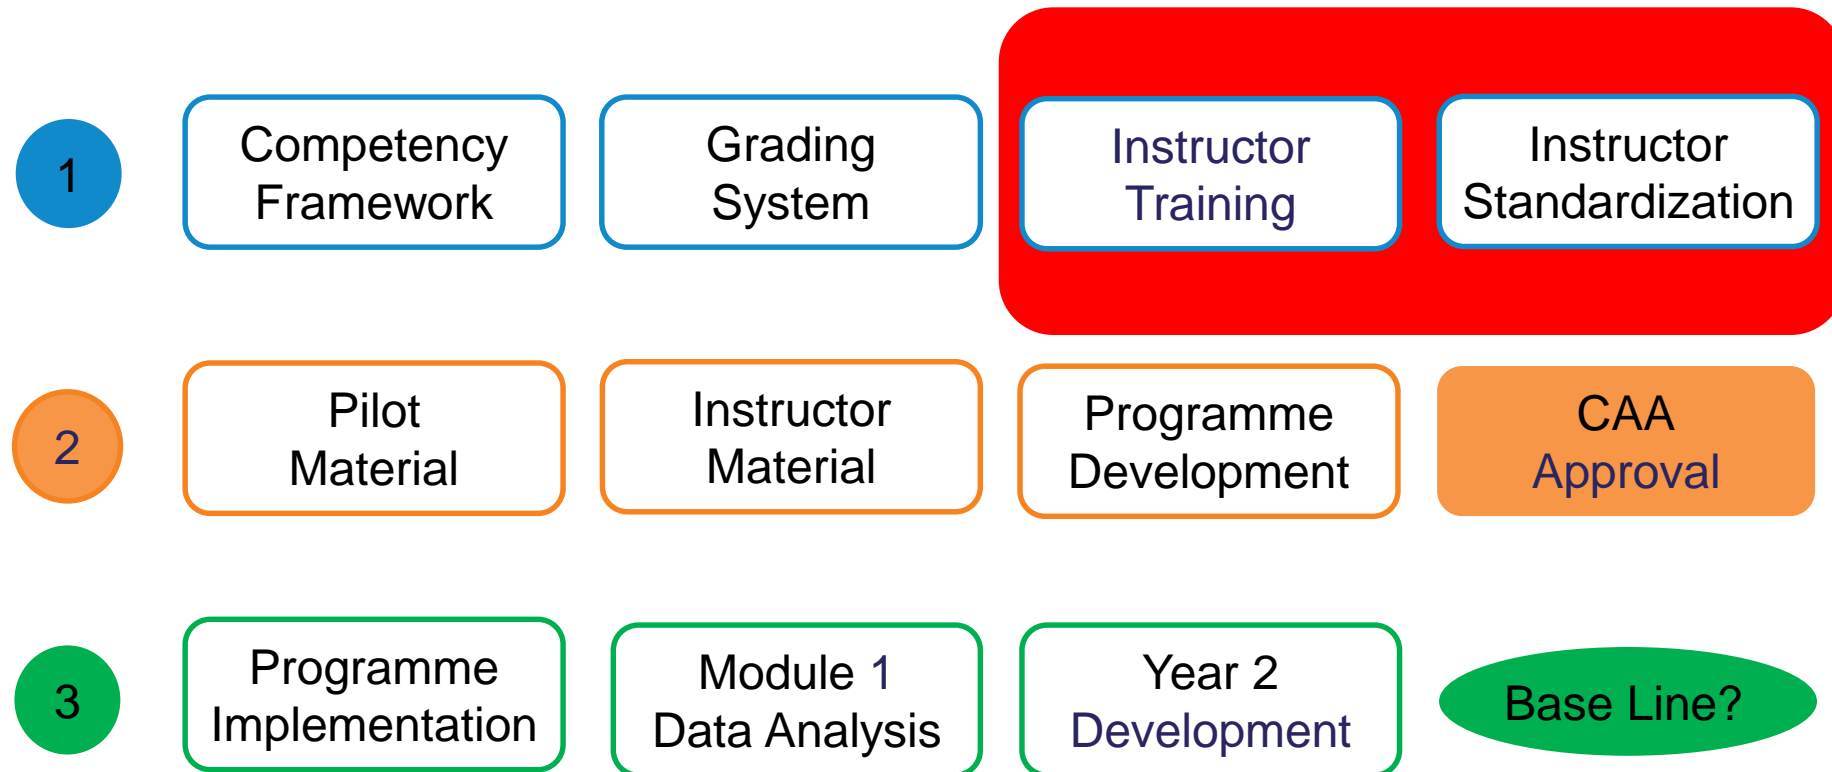 1
Competency
Framework
Grading
System
Instructor
Training
Instructor
Standardization
2
Pilot
Material
Instructor
Material
Programme
Development
CAA
Approval
3
Programme
Implementation
Module 1
Data Analysis
Year 2
Development
Base Line?